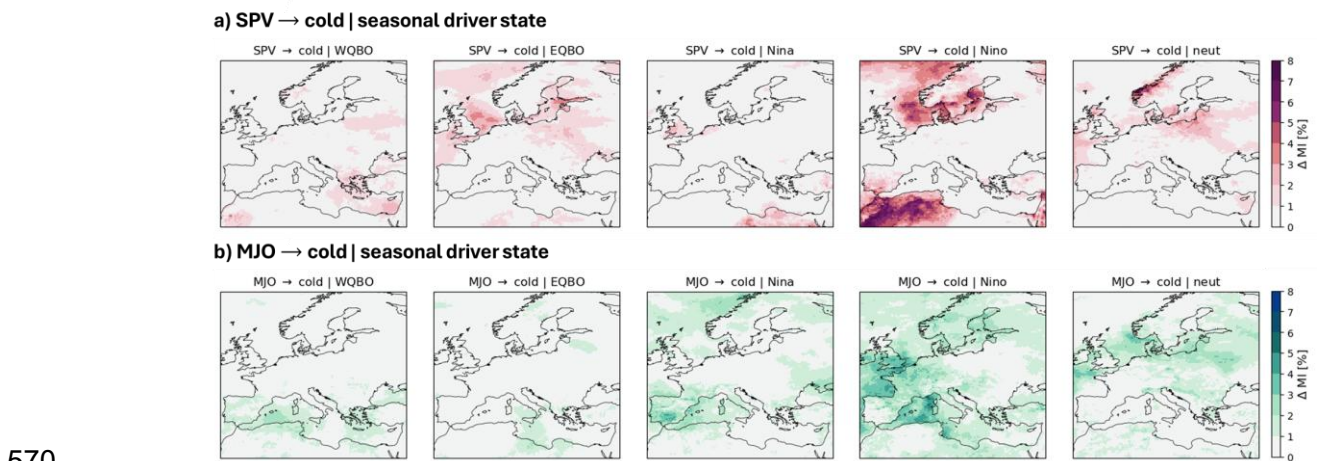 a) SPV → cold | seasonal driver state
SPV → cold | WQBO
SPV → cold | EQBO
SPV → cold | Nina
SPV → cold | Nino
SPV → cold | neut
8
7
6
5
4
3
2
1
0
Δ MI [%]
b) MJO → cold | seasonal driver state
MJO → cold | WQBO
MJO → cold | EQBO
MJO → cold | Nina
MJO → cold | Nino
MJO → cold | neut
8
7
6
5
4
3
2
1
0
Δ MI [%]
570